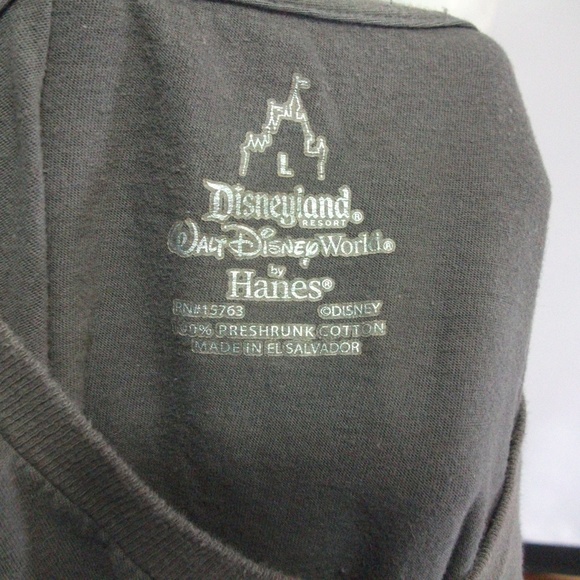 L
Disneyland®
RESORT
WALT DISNEY World®
by
Hanes®
RN#15763 ©DISNEY
100% PRESHRUNK COTTON
MADE IN EL SALVADOR